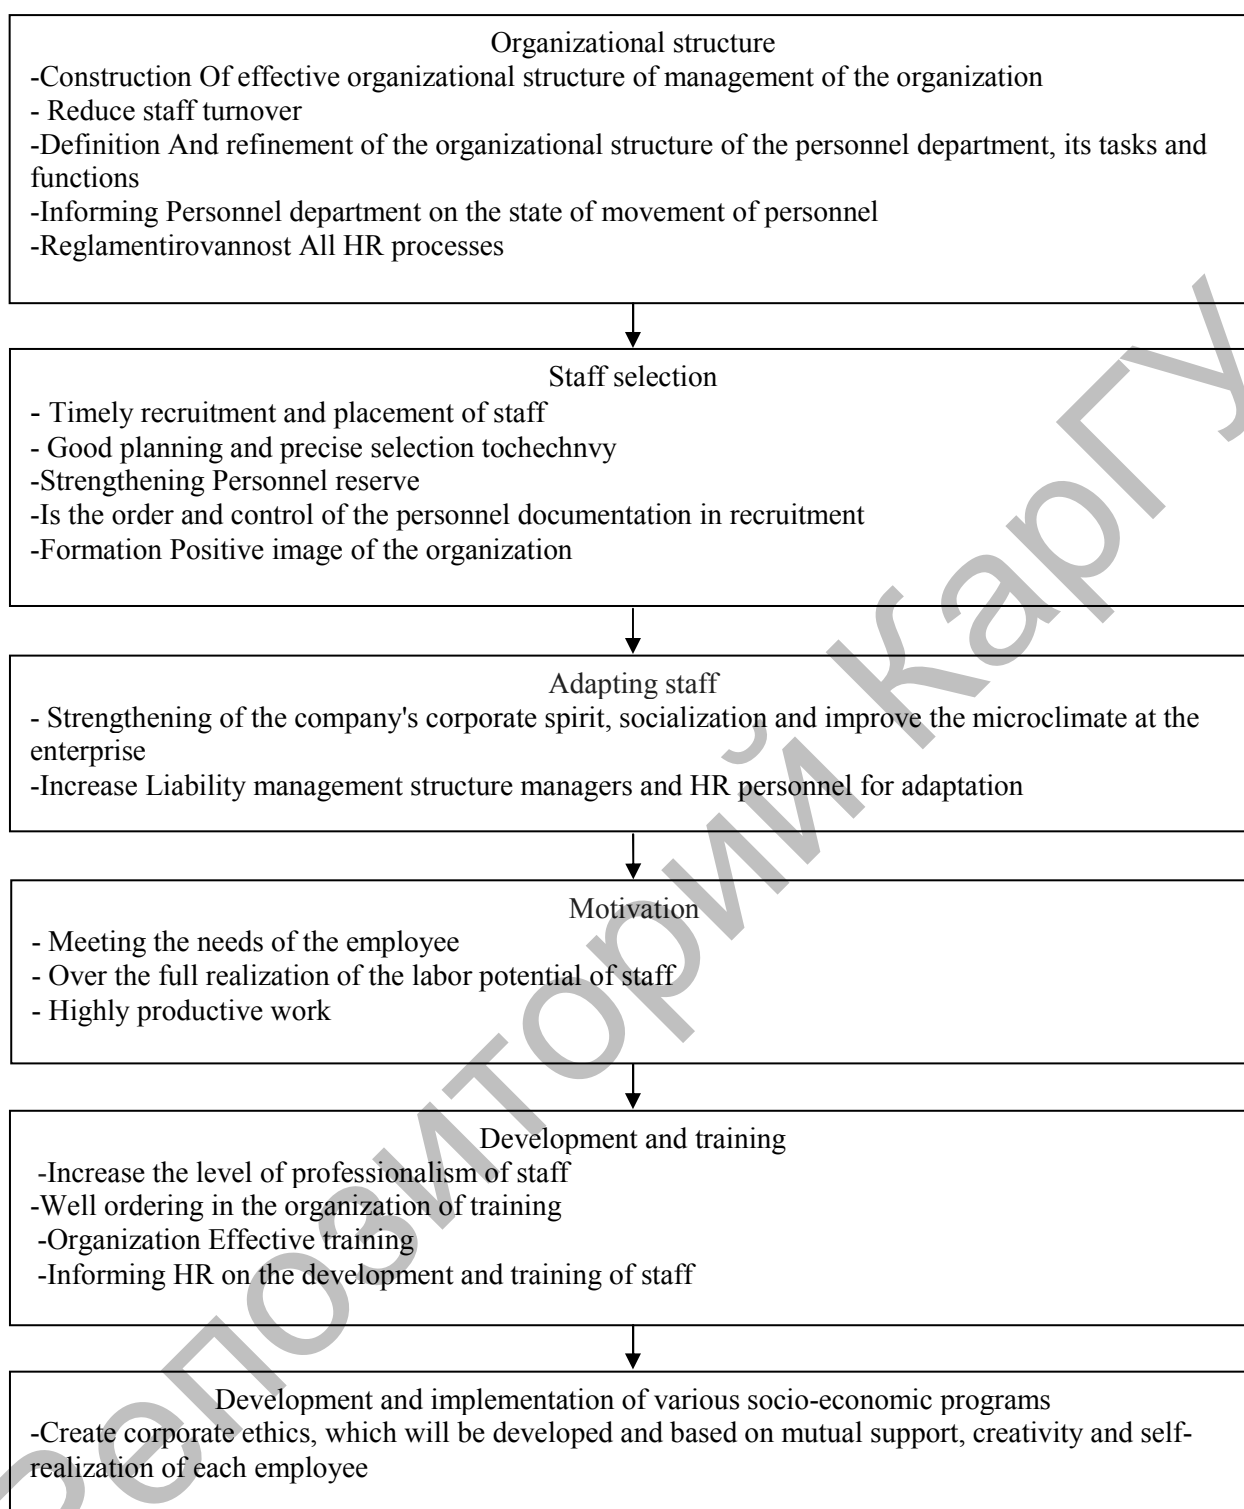 Organizational structure
-Construction Of effective organizational structure of management of the organization
- Reduce staff turnover
-Definition And refinement of the organizational structure of the personnel department, its tasks and
functions
-Informing Personnel department on the state of movement of personnel
-Reglamentirovannost All HR processes
Staff selection
- Timely recruitment and placement of staff
- Good planning and precise selection tochechnvy
-Strengthening Personnel reserve
-Is the order and control of the personnel documentation in recruitment
-Formation Positive image of the organization
Adapting staff
- Strengthening of the company's corporate spirit, socialization and improve the microclimate at the
enterprise
-Increase Liability management structure managers and HR personnel for adaptation
Motivation
- Meeting the needs of the employee
- Over the full realization of the labor potential of staff
- Highly productive work
Development and training
-Increase the level of professionalism of staff
-Well ordering in the organization of training
-Organization Effective training
-Informing HR on the development and training of staff
Development and implementation of various socio-economic programs
-Create corporate ethics, which will be developed and based on mutual support, creativity and self-
realization of each employee
Репозиторий КарГУ